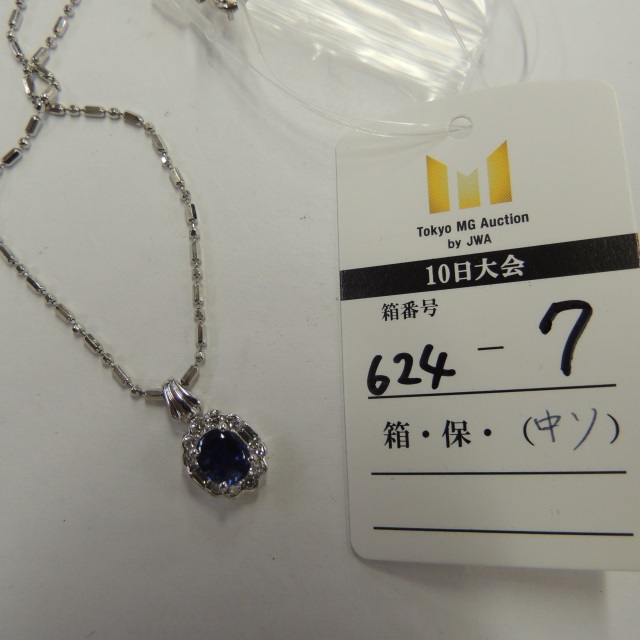 Tokyo MG Auction
by JWA
10日大会
箱番号
624 - 7
箱・保・(中ソ)